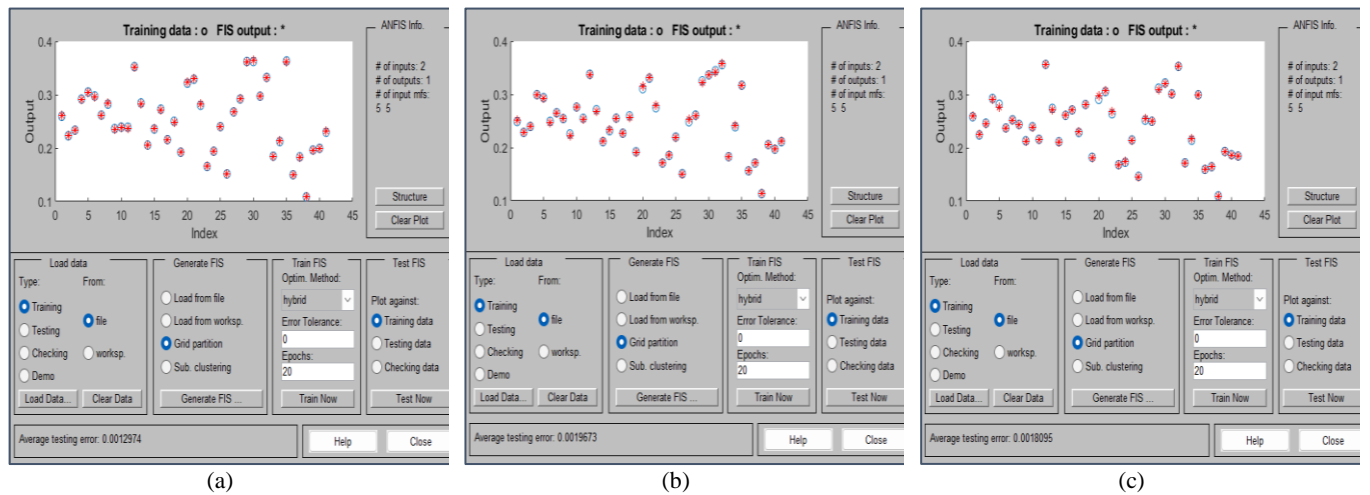 Training data : o FIS output : *
0.4
0.3
0.2
0.1
Output
0 5 10 15 20 25 30 35 40 45
Index
ANFIS Info.
# of inputs: 2
# of outputs: 1
# of input mfs:
5 5
Structure
Clear Plot
Load data
Type: From:
Training
Testing
Checking
Demo
file
worksp.
Load Data... Clear Data
Generate FIS
Load from file
Load from worksp.
Grid partition
Sub. clustering
Generate FIS ...
Train FIS
Optim. Method:
hybrid
Error Tolerance:
0
Epochs:
20
Train Now
Test FIS
Plot against:
Training data
Testing data
Checking data
Test Now
Average testing error: 0.0012974
Help Close
(a)
Training data : o FIS output : *
0.4
0.3
0.2
0.1
Output
0 5 10 15 20 25 30 35 40 45
Index
ANFIS Info.
# of inputs: 2
# of outputs: 1
# of input mfs:
5 5
Structure
Clear Plot
Load data
Type: From:
Training
Testing
Checking
Demo
file
worksp.
Load Data... Clear Data
Generate FIS
Load from file
Load from worksp.
Grid partition
Sub. clustering
Generate FIS ...
Train FIS
Optim. Method:
hybrid
Error Tolerance:
0
Epochs:
20
Train Now
Test FIS
Plot against:
Training data
Testing data
Checking data
Test Now
Average testing error: 0.0019673
Help Close
(b)
Training data : o FIS output : *
0.4
0.3
0.2
0.1
Output
0 5 10 15 20 25 30 35 40 45
Index
ANFIS Info.
# of inputs: 2
# of outputs: 1
# of input mfs:
5 5
Structure
Clear Plot
Load data
Type: From:
Training
Testing
Checking
Demo
file
worksp.
Load Data... Clear Data
Generate FIS
Load from file
Load from worksp.
Grid partition
Sub. clustering
Generate FIS ...
Train FIS
Optim. Method:
hybrid
Error Tolerance:
0
Epochs:
20
Train Now
Test FIS
Plot against:
Training data
Testing data
Checking data
Test Now
Average testing error: 0.0018095
Help Close
(c)